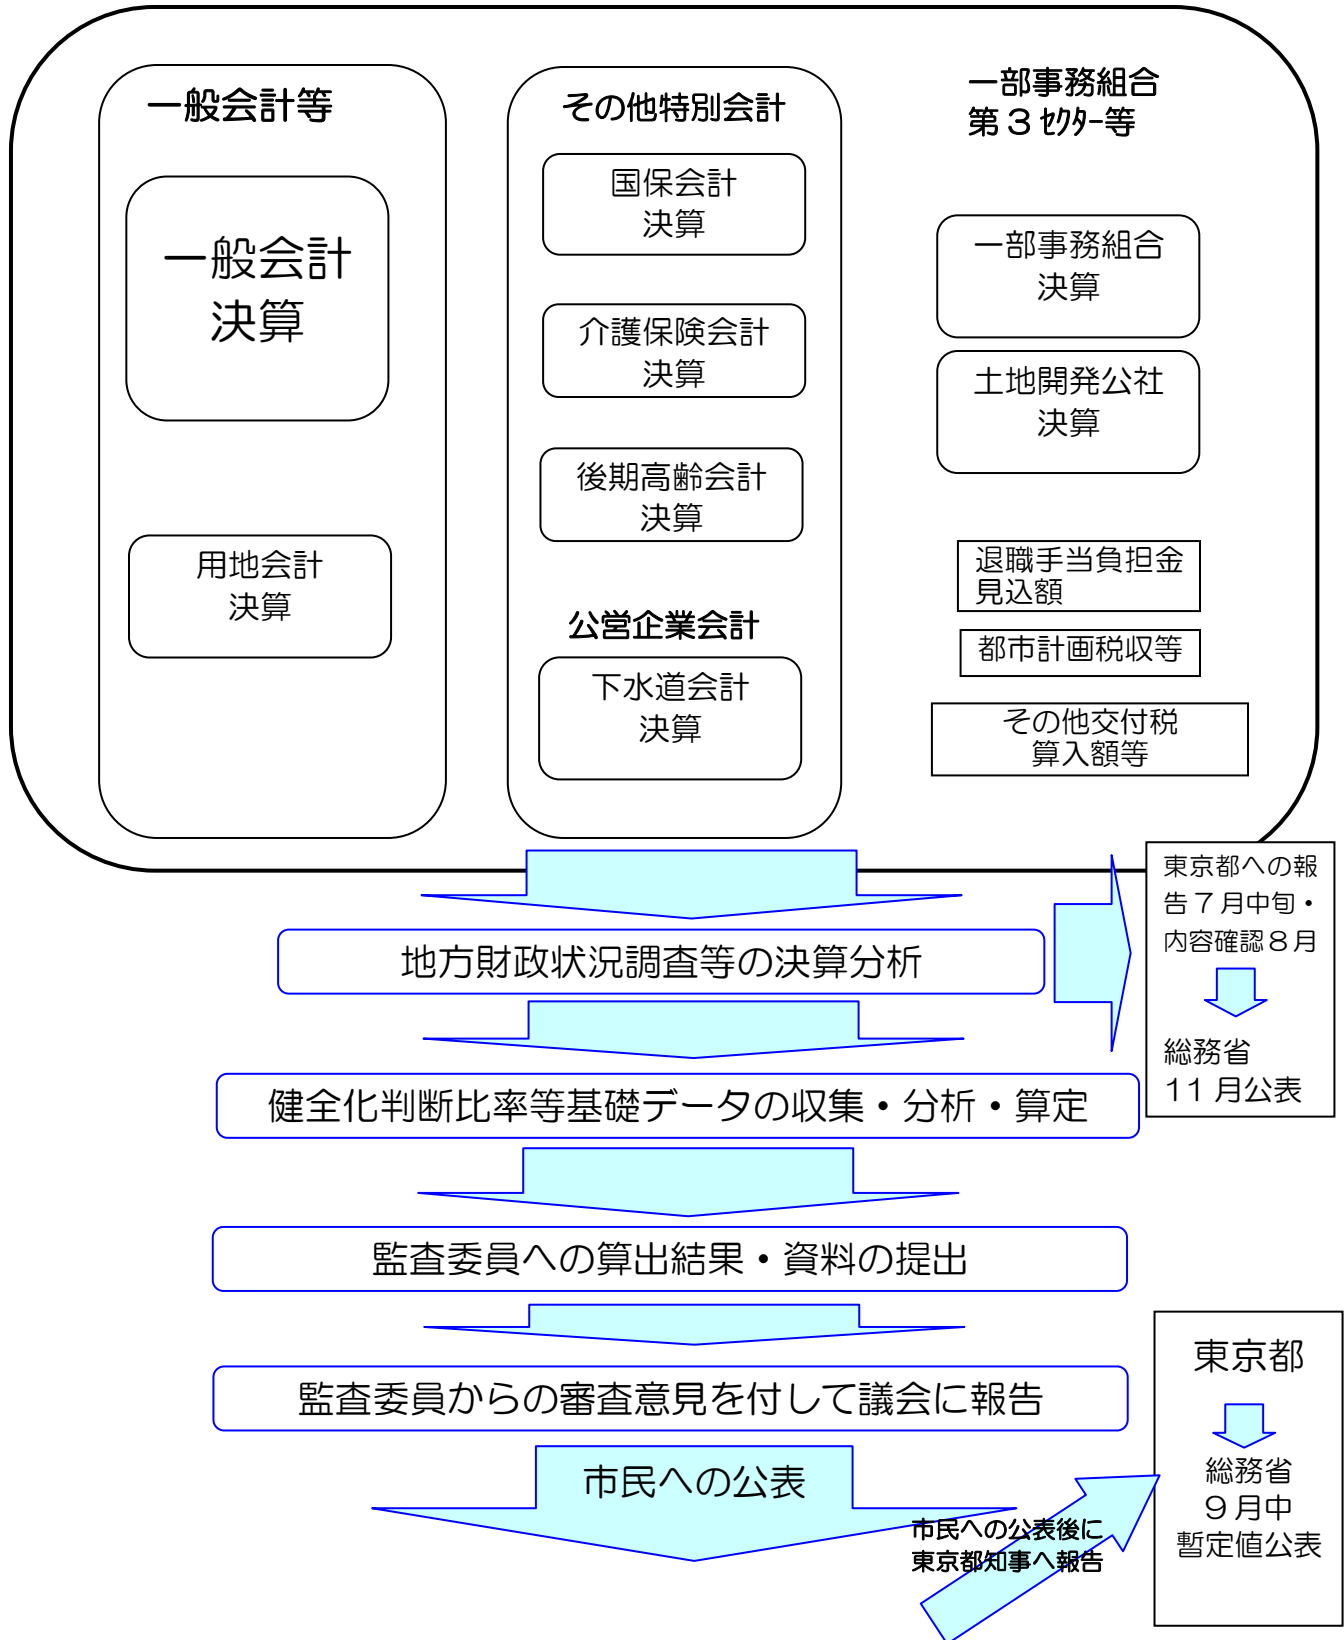 一般会計等
一般会計
決算
用地会計
決算
その他特別会計
国保会計
決算
介護保険会計
決算
後期高齢会計
決算
公営企業会計
下水道会計
決算
一部事務組合
第３ｾｸﾀｰ等
一部事務組合
決算
土地開発公社
決算
退職手当負担金
見込額
都市計画税収等
その他交付税
算入額等
地方財政状況調査等の決算分析
東京都への報
告７月中旬・
内容確認８月
総務省
11 月公表
健全化判断比率等基礎データの収集・分析・算定
監査委員への算出結果・資料の提出
監査委員からの審査意見を付して議会に報告
市民への公表
市民への公表後に
東京都知事へ報告
東京都
総務省
９月中
暫定値公表